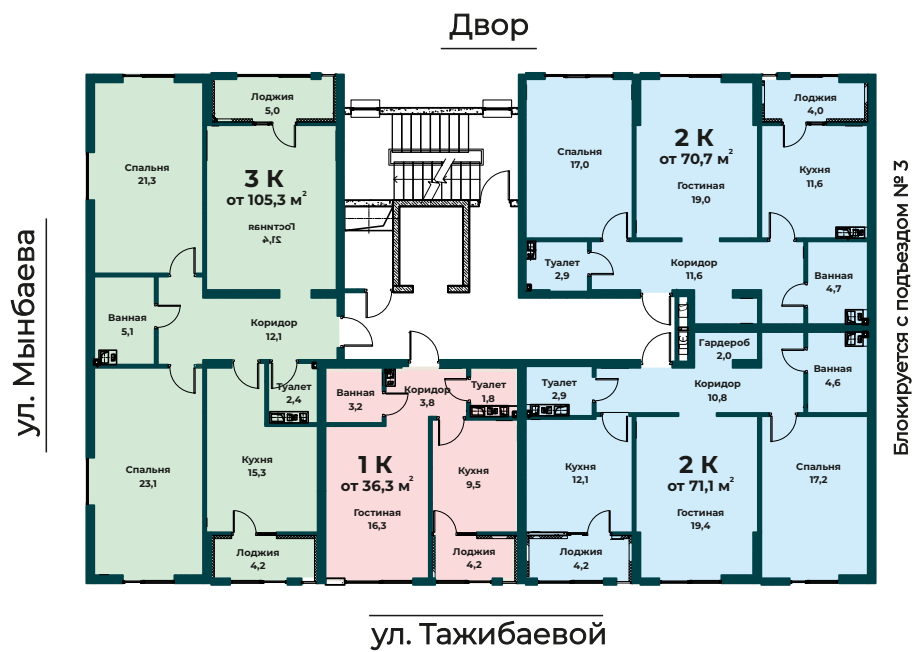 Двор
Лоджия
5,0
Спальня
21,3
3 К
от 105,3 м²
Гостиная
21,4
Ванная
5,1
Коридор
12,1
Туалет
2,4
Спальня
23,1
Кухня
15,3
Лоджия
4,2
Ванная
3,2
Коридор
3,8
Туалет
1,8
1 К
от 36,3 м²
Гостиная
16,3
Кухня
9,5
Лоджия
4,2
Спальня
17,0
2 К
от 70,7 м²
Гостиная
19,0
Лоджия
4,0
Кухня
11,6
Туалет
2,9
Коридор
11,6
Ванная
4,7
Гардероб
2,0
Туалет
2,9
Коридор
10,8
Ванная
4,6
Кухня
12,1
2 К
от 71,1 м²
Гостиная
19,4
Спальня
17,2
Лоджия
4,2
ул. Мынбаева
Блокируется с подъездом № 3
ул. Тажибаевой